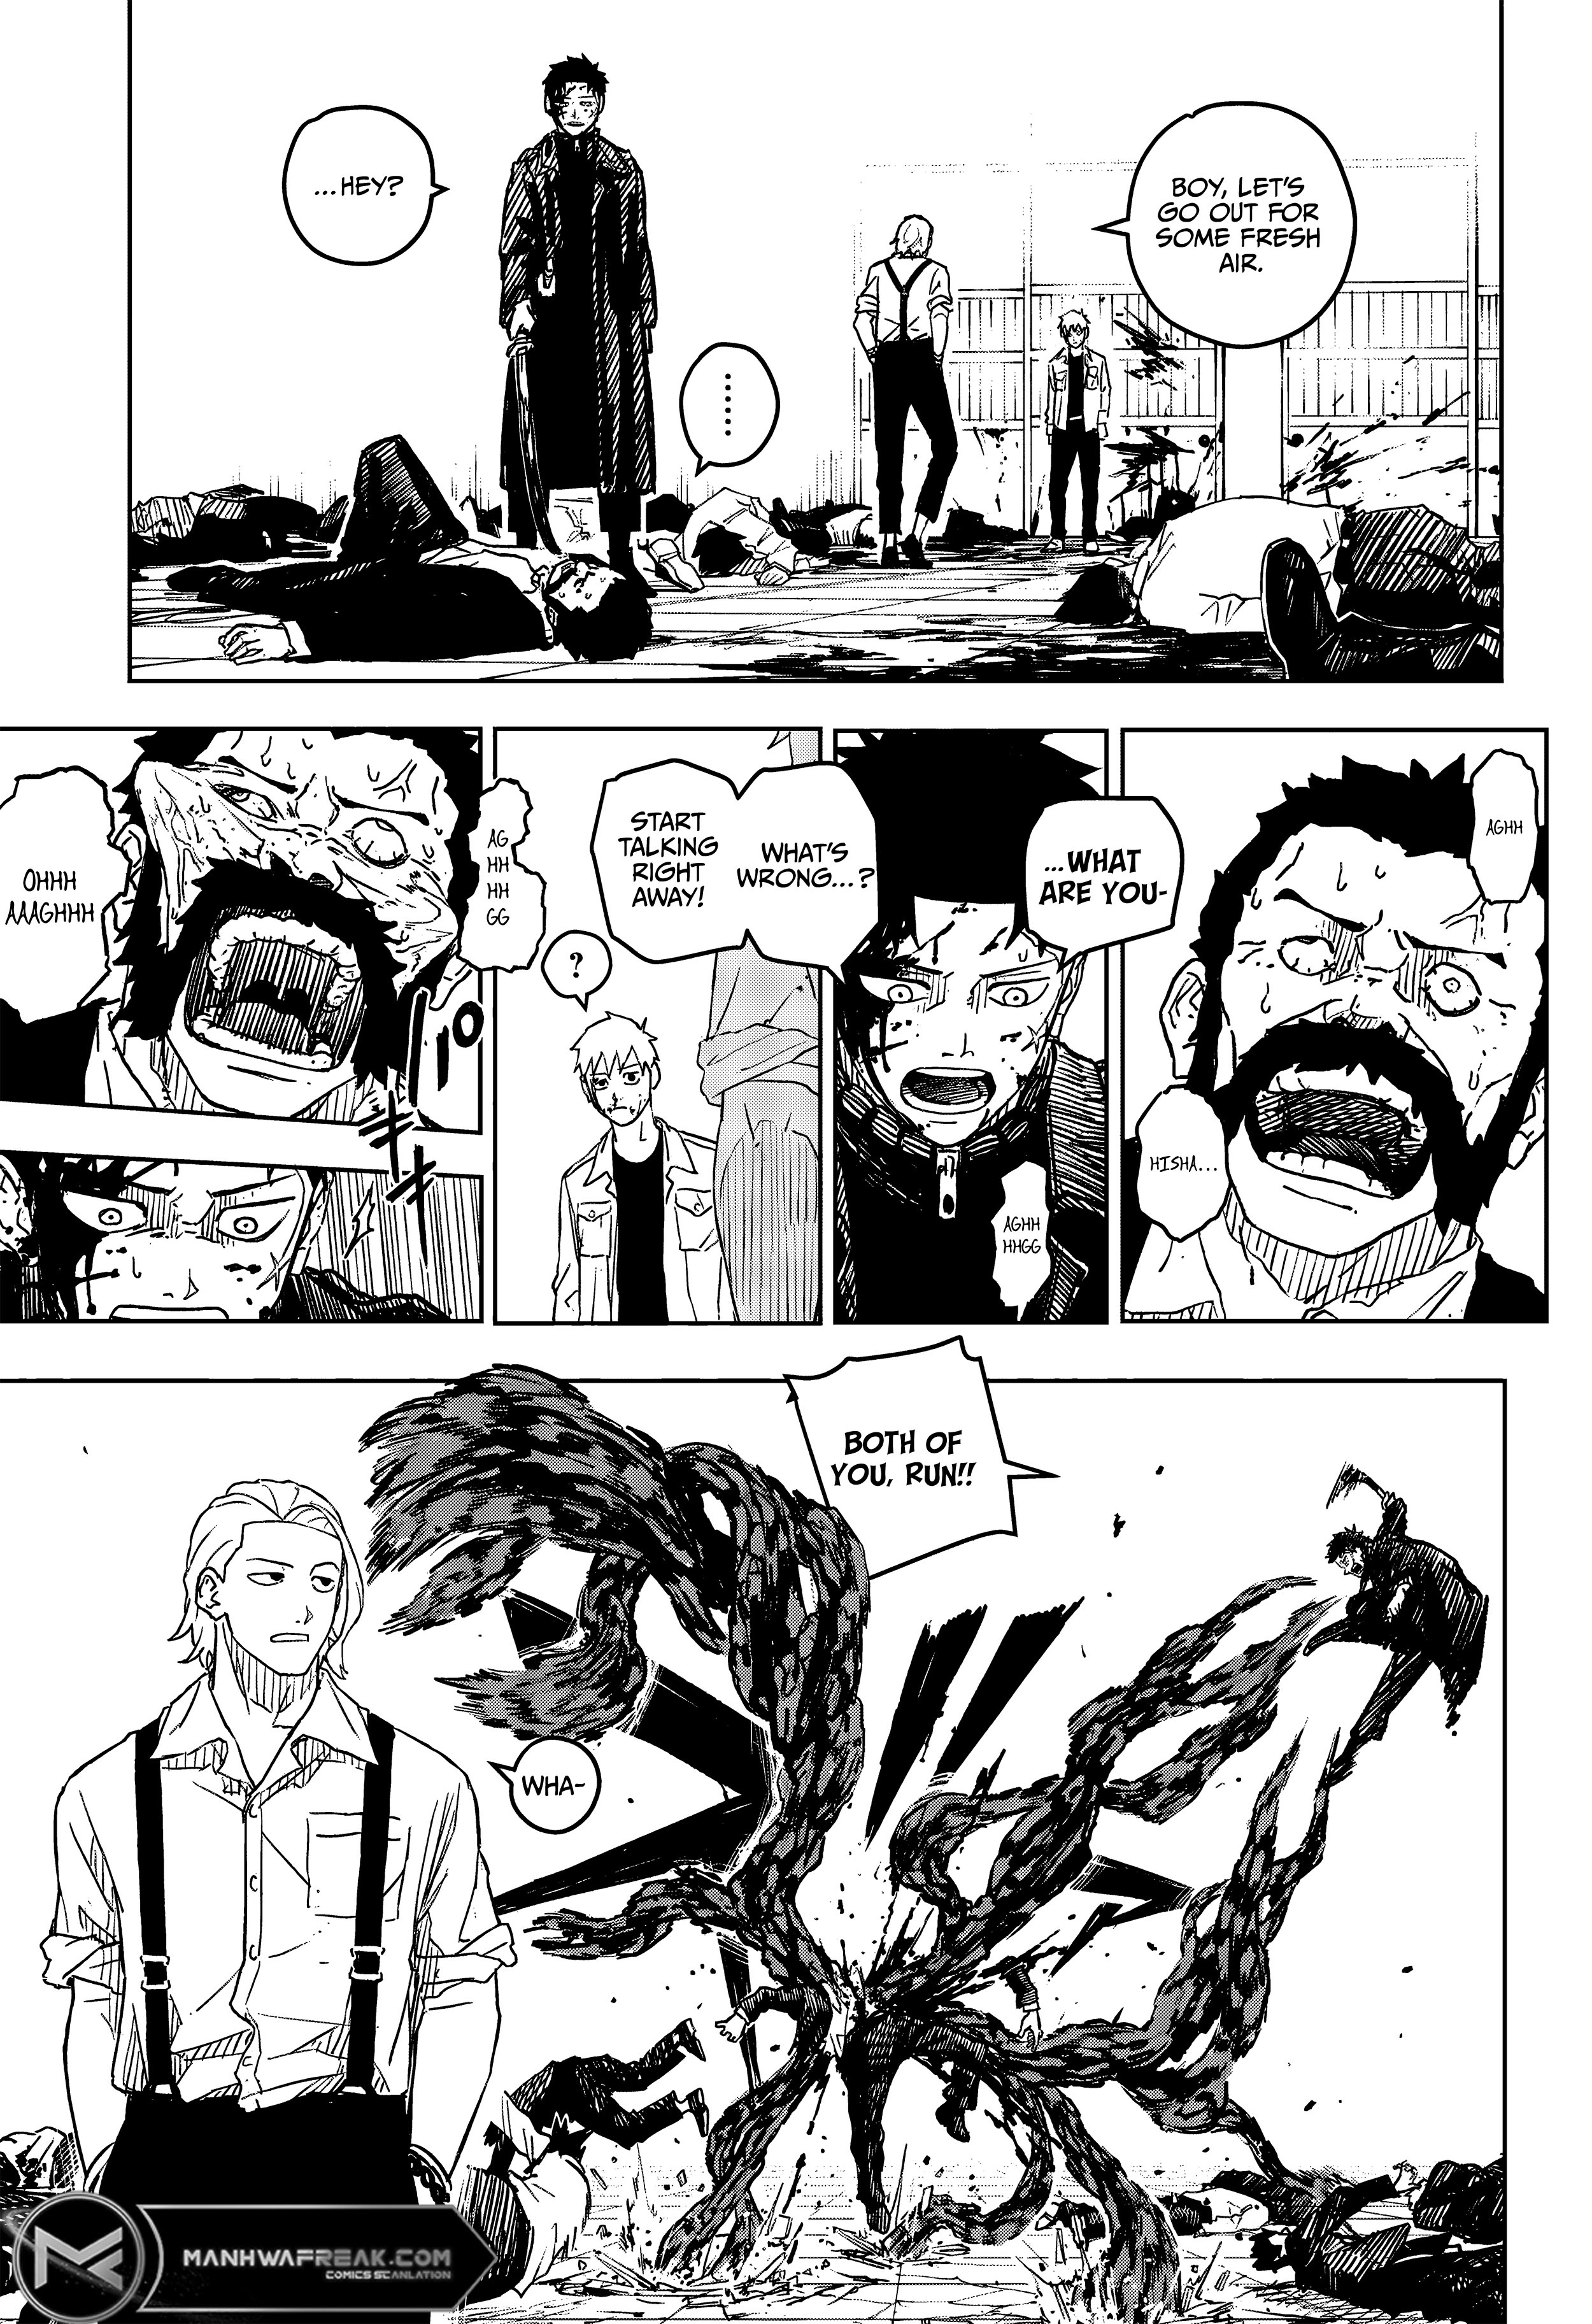 BOY, LET'S
GO OUT FOR
SOME FRESH
AIR.
......
...HEY?
AGHH
HISHA...
...WHAT
ARE YOU-
AGHH
HHGG
WHAT'S
WRONG...?
START
TALKING
RIGHT
AWAY!
?
AG
HH
HH
GG
OHHH
AAAGHHH
BOTH OF
YOU, RUN!!
WHA-
MANHWAFREAK.COM
COMICS SCANLATION